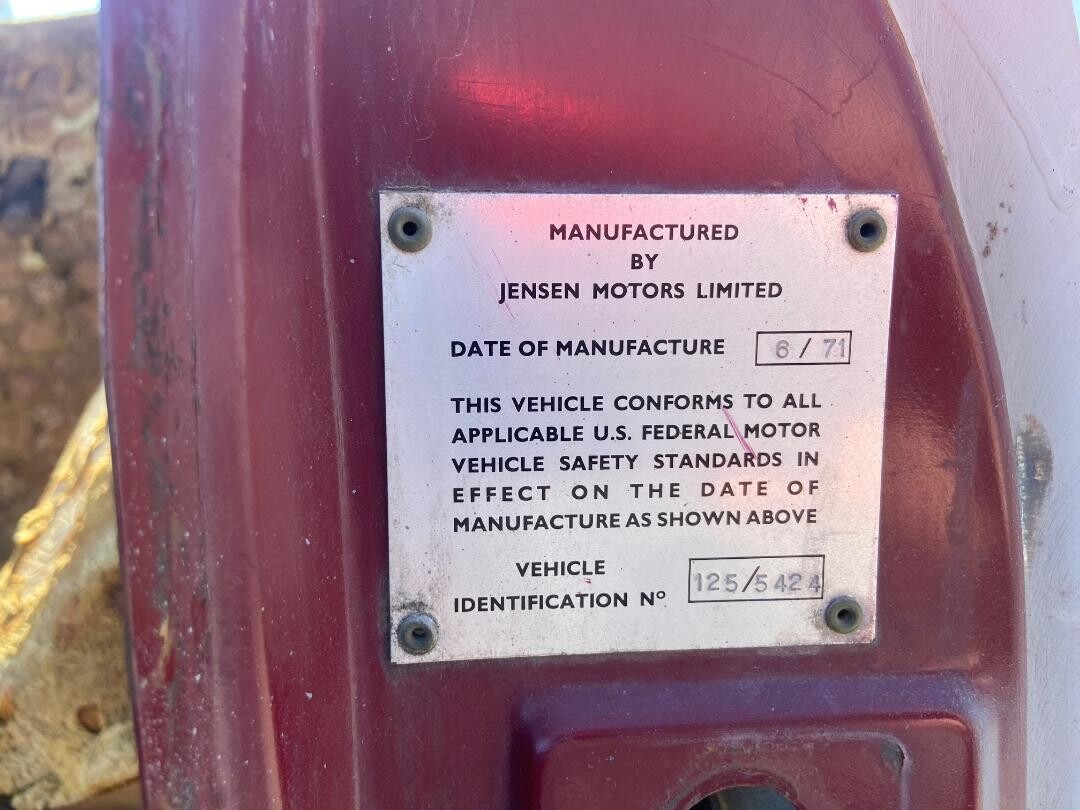 MANUFACTURED
BY
JENSEN MOTORS LIMITED
DATE OF MANUFACTURE 6 / 71
THIS VEHICLE CONFORMS TO ALL
APPLICABLE U.S. FEDERAL MOTOR
VEHICLE SAFETY STANDARDS IN
EFFECT ON THE DATE OF
MANUFACTURE AS SHOWN ABOVE
VEHICLE
IDENTIFICATION Nº 125/5424